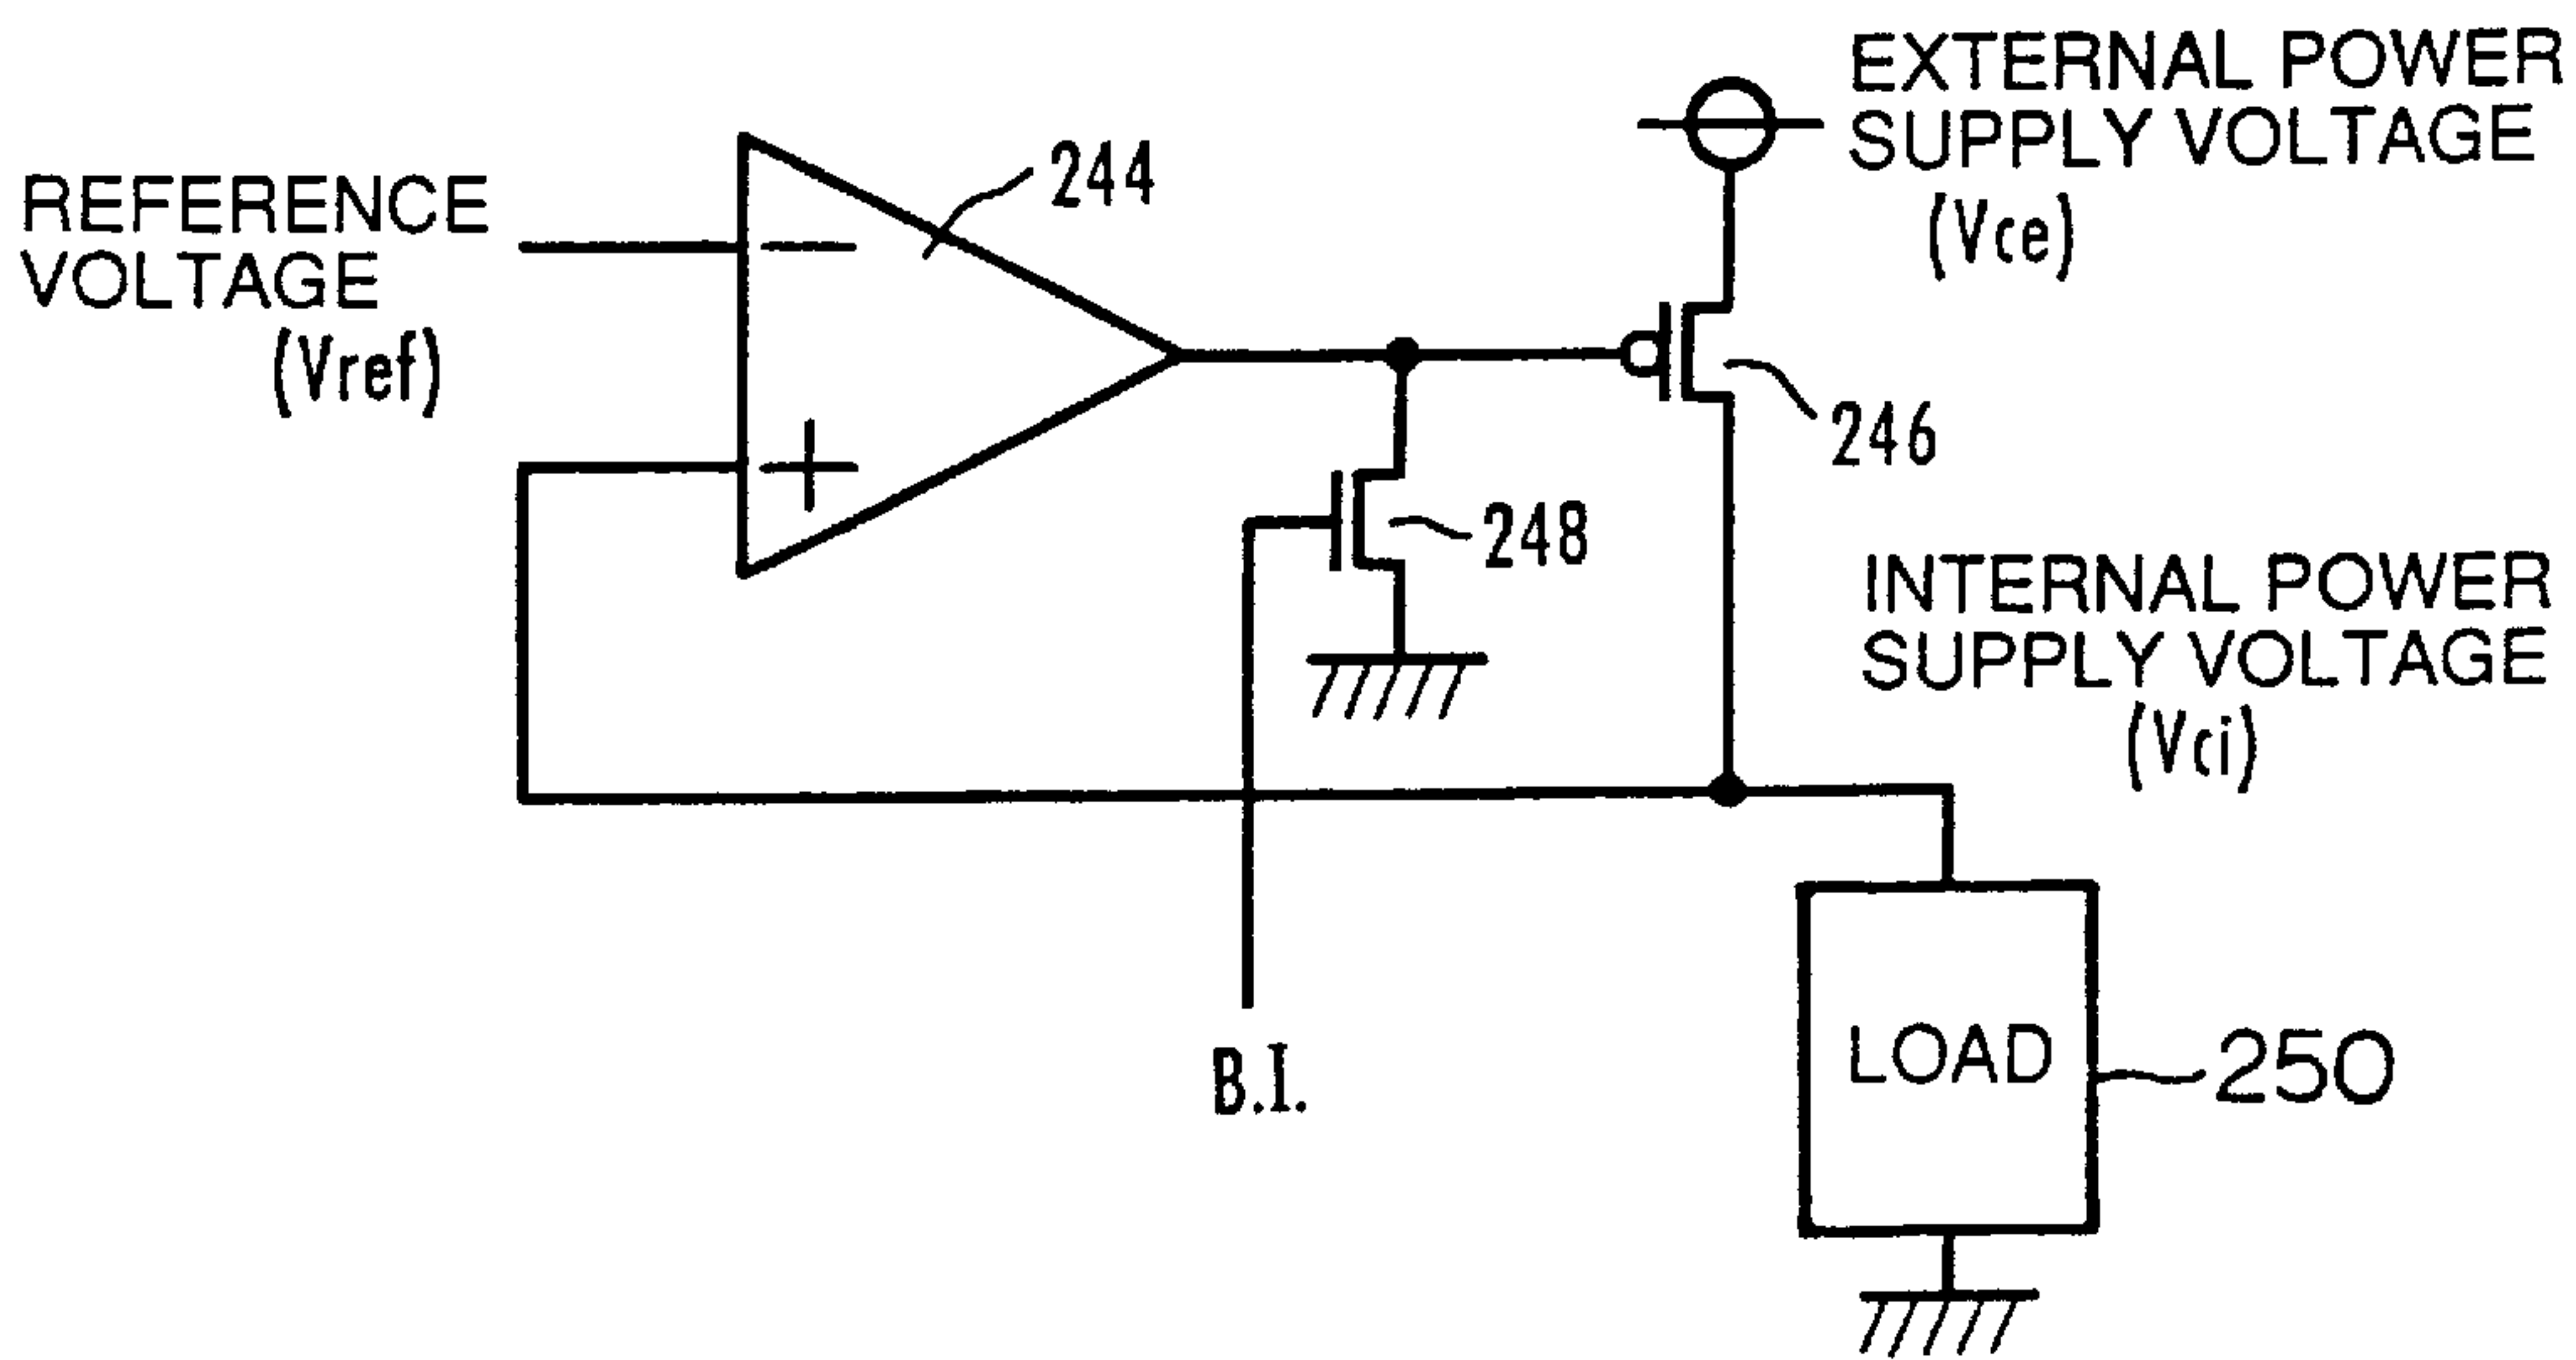 EXTERNAL POWER
SUPPLY VOLTAGE
(Vce)
244
REFERENCE
VOLTAGE
(Vref)
−
+
246
248
INTERNAL POWER
SUPPLY VOLTAGE
(Vci)
B.I.
LOAD
250